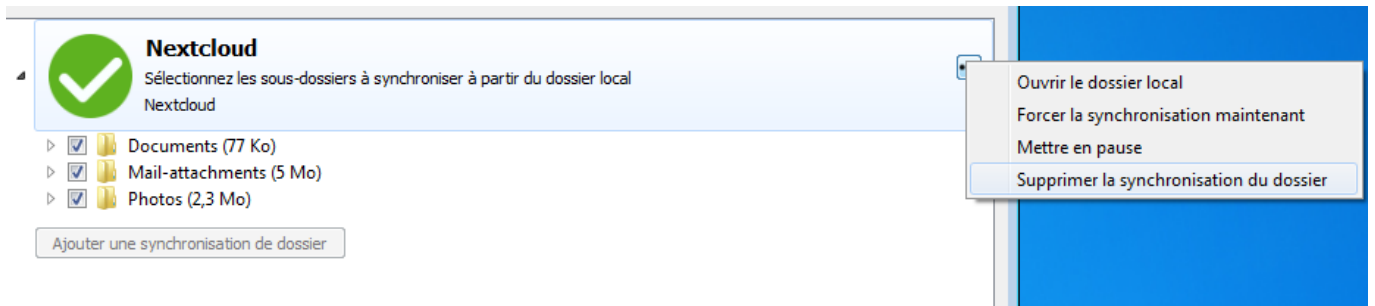 Nextcloud
Sélectionnez les sous-dossiers à synchroniser à partir du dossier local
Nextcloud
Documents (77 Ko)
Mail-attachments (5 Mo)
Photos (2,3 Mo)
Ajouter une synchronisation de dossier
Ouvrir le dossier local
Forcer la synchronisation maintenant
Mettre en pause
Supprimer la synchronisation du dossier